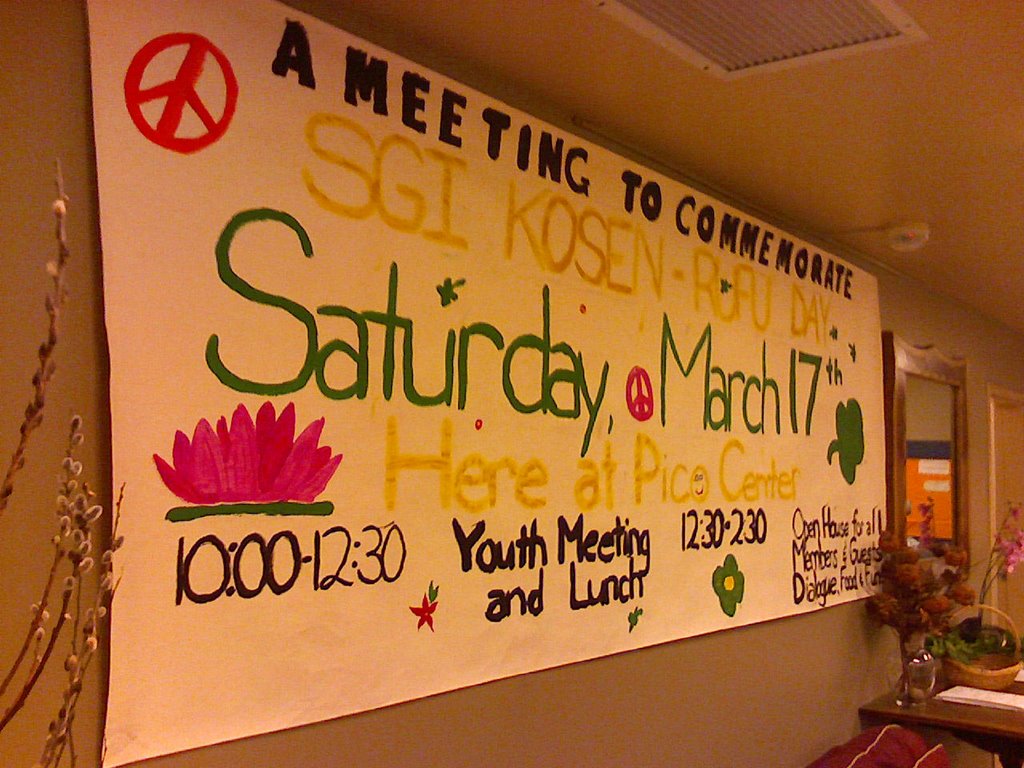 A MEETING TO COMMEMORATE
SGI KOSEN-RUFU DAY
Saturday, March 17th
Here at Pico Center
10:00-12:30
Youth Meeting
and Lunch
12:30-2:30
Open House for all
Members & Guests
Dialogue, Food & Fun